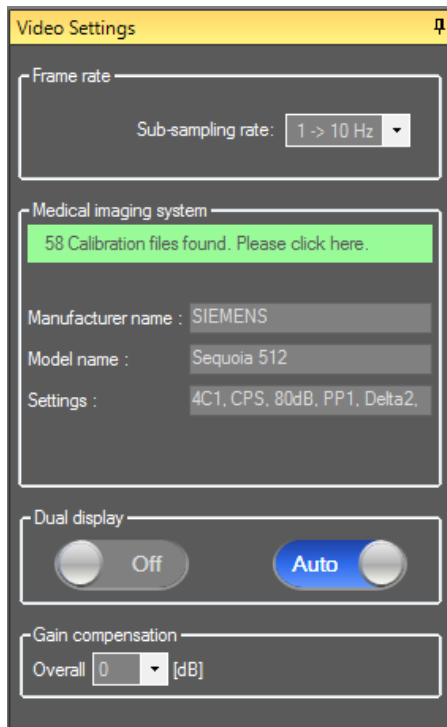 Video Settings
Frame rate
Sub-sampling rate: 1 -> 10 Hz
Medical imaging system
58 Calibration files found. Please click here.
Manufacturer name : SIEMENS
Model name : Sequoia 512
Settings : 4C1, CPS, 80dB, PP1, Delta2,
Dual display
Off Auto
Gain compensation
Overall 0 [dB]